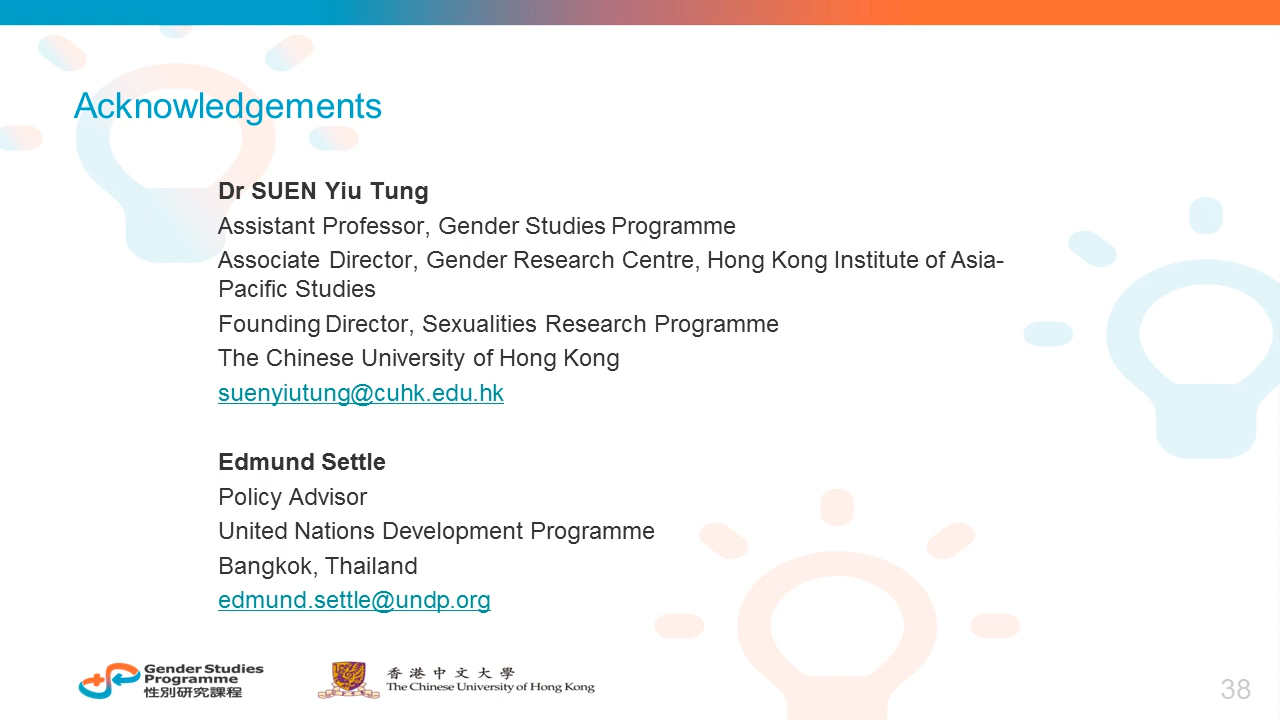 Acknowledgements
Dr SUEN Yiu Tung
Assistant Professor, Gender Studies Programme
Associate Director, Gender Research Centre, Hong Kong Institute of Asia-
Pacific Studies
Founding Director, Sexualities Research Programme
The Chinese University of Hong Kong
suenyiutung@cuhk.edu.hk
Edmund Settle
Policy Advisor
United Nations Development Programme
Bangkok, Thailand
edmund.settle@undp.org
Gender Studies
Programme
性別研究課程
香港中文大學
The Chinese University of Hong Kong
38